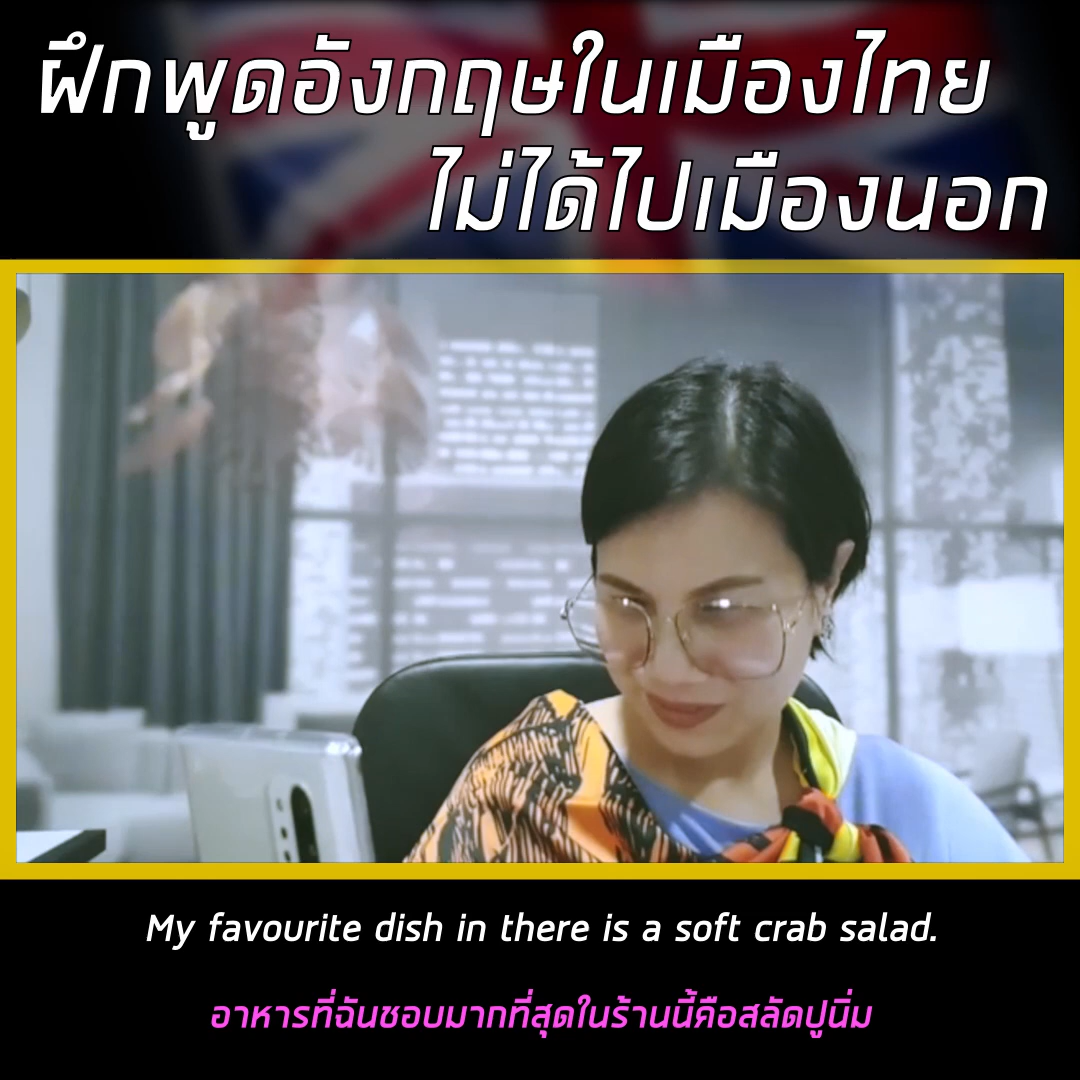 ฝึกพูดอังกฤษในเมืองไทย
ไม่ได้ไปเมืองนอก
My favourite dish in there is a soft crab salad.
อาหารที่ฉันชอบมากที่สุดในร้านนี้คือสลัดปูนิ่ม